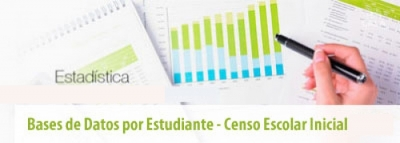 Estadística
Bases de Datos por Estudiante - Censo Escolar Inicial